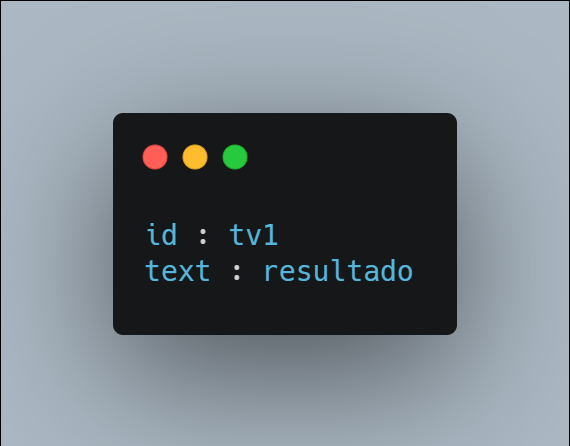 id : tv1
text : resultado